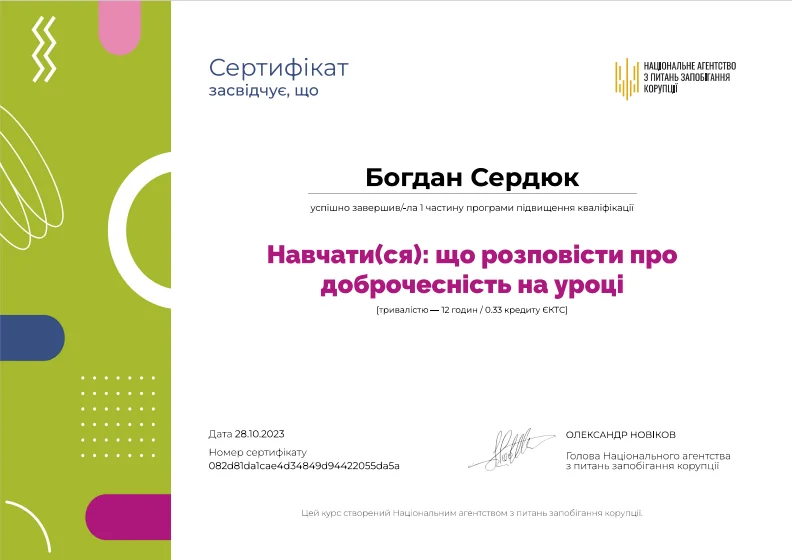 Сертифікат
засвідчує, що
НАЦІОНАЛЬНЕ АГЕНТСТВО
З ПИТАНЬ ЗАПОБІГАННЯ
КОРУПЦІЇ
Богдан Сердюк
успішно завершив/-ла 1 частину програми підвищення кваліфікації
Навчати(ся): що розповісти про
доброчесність на уроці
(тривалістю — 12 годин / 0.33 кредиту ЄКТС)
Дата 28.10.2023
Номер сертифікату
082d81da1cae4d34849d94422055da5a
ОЛЕКСАНДР НОВІКОВ
Голова Національного агентства
з питань запобігання корупції
Цей курс створений Національним агентством з питань запобігання корупції.